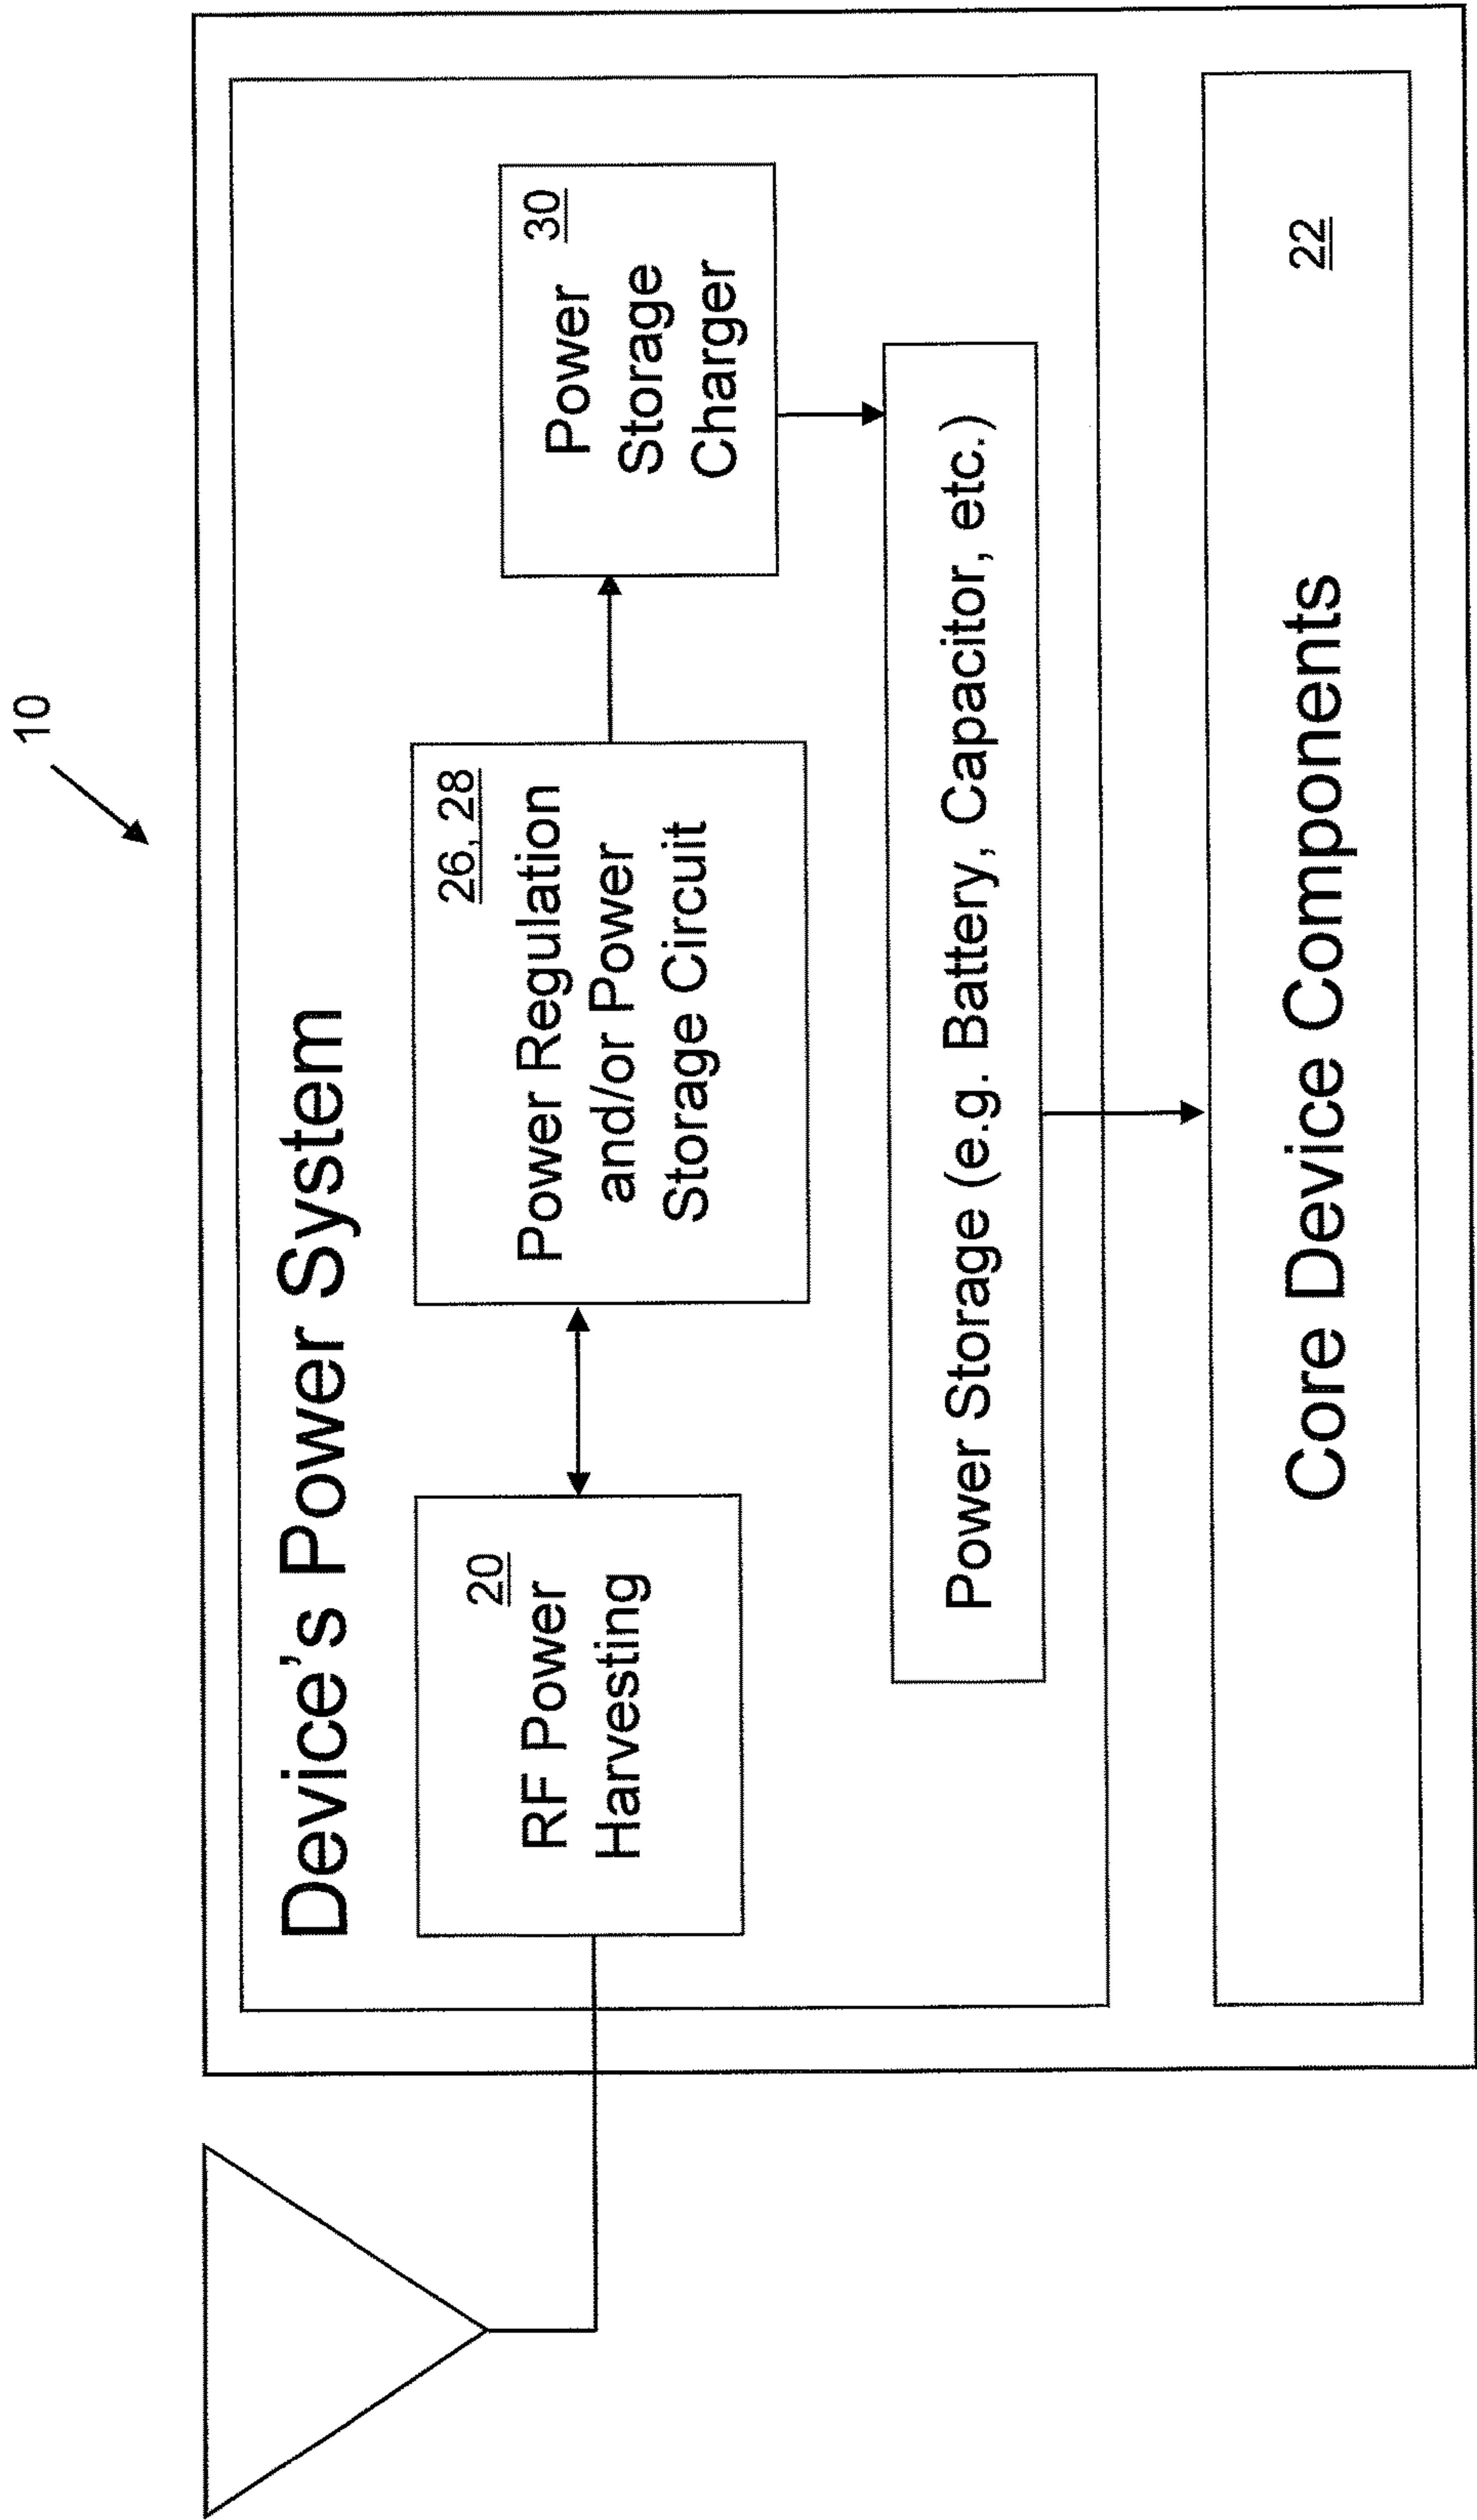 10
Device's Power System
20
RF Power
Harvesting
26, 28
Power Regulation
and/or Power
Storage Circuit
30
Power
Storage
Charger
Power Storage (e.g. Battery, Capacitor, etc.)
22
Core Device Components